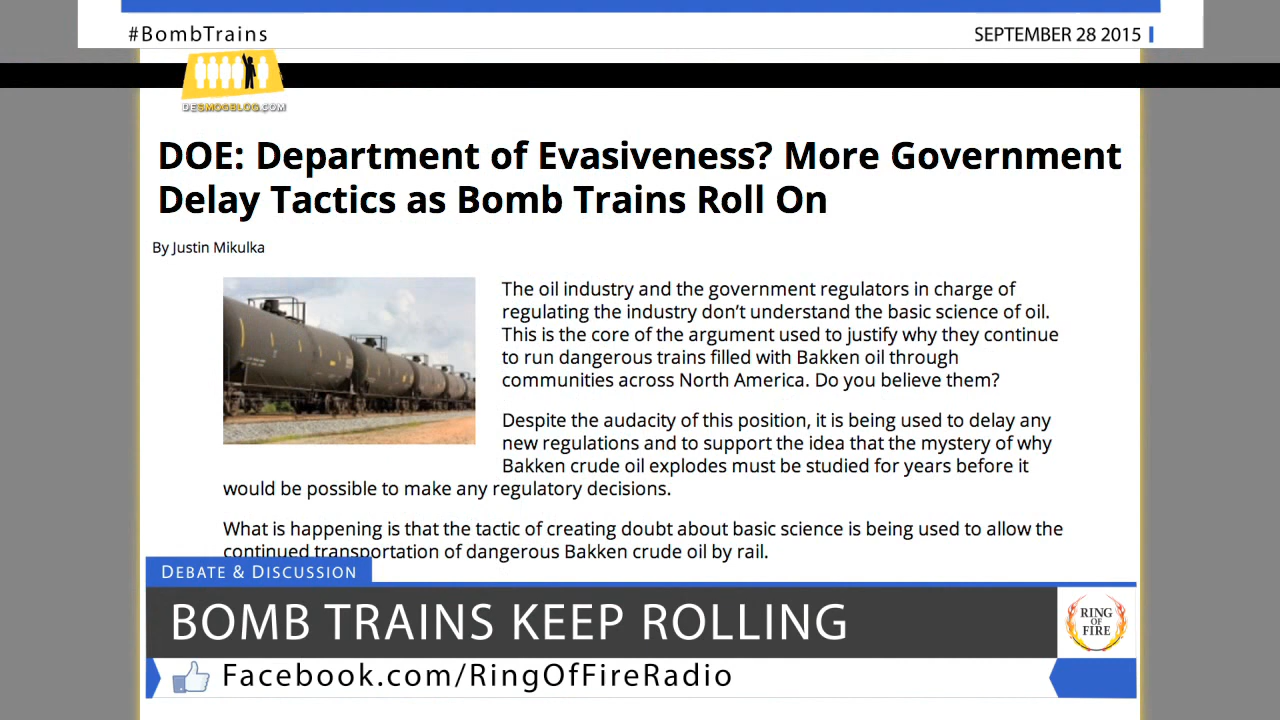 #BombTrains
SEPTEMBER 28 2015
DESMOGBLOG.COM
DOE: Department of Evasiveness? More Government
Delay Tactics as Bomb Trains Roll On
By Justin Mikulka
The oil industry and the government regulators in charge of
regulating the industry don’t understand the basic science of oil.
This is the core of the argument used to justify why they continue
to run dangerous trains filled with Bakken oil through
communities across North America. Do you believe them?
Despite the audacity of this position, it is being used to delay any
new regulations and to support the idea that the mystery of why
Bakken crude oil explodes must be studied for years before it
would be possible to make any regulatory decisions.
What is happening is that the tactic of creating doubt about basic science is being used to allow the
continued transportation of dangerous Bakken crude oil by rail.
DEBATE & DISCUSSION
BOMB TRAINS KEEP ROLLING
RING
OF
FIRE
Facebook.com/RingOfFireRadio